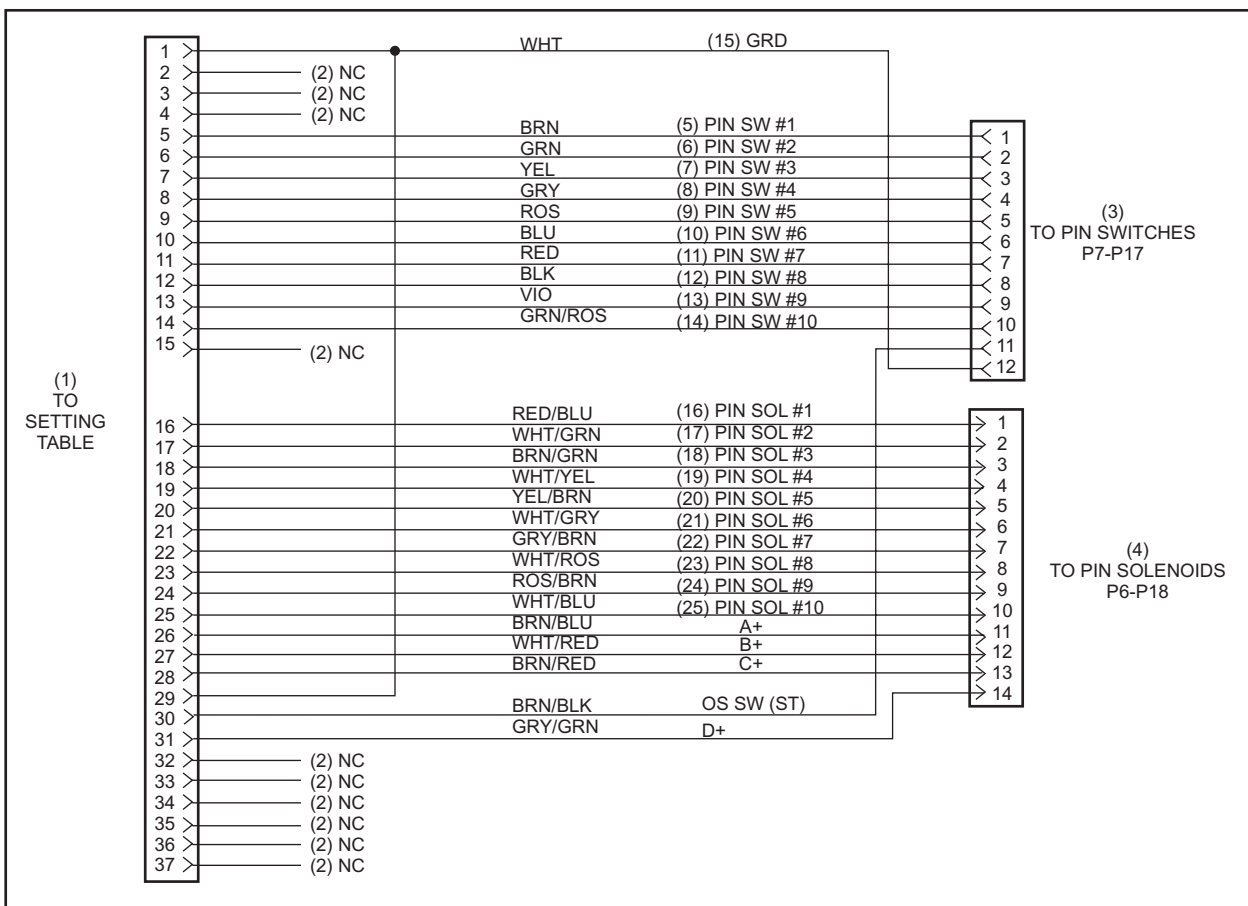 1 WHT (15) GRD
2 (2) NC
3 (2) NC
4 (2) NC
5 BRN (5) PIN SW #1 1
6 GRN (6) PIN SW #2 2
7 YEL (7) PIN SW #3 3
8 GRY (8) PIN SW #4 4
9 ROS (9) PIN SW #5 5
10 BLU (10) PIN SW #6 6
11 RED (11) PIN SW #7 7
12 BLK (12) PIN SW #8 8
13 VIO (13) PIN SW #9 9
14 GRN/ROS (14) PIN SW #10 10
15 (2) NC 11
12
(3)
TO PIN SWITCHES
P7-P17
(1)
TO
SETTING
TABLE
16 RED/BLU (16) PIN SOL #1 1
17 WHT/GRN (17) PIN SOL #2 2
18 BRN/GRN (18) PIN SOL #3 3
19 WHT/YEL (19) PIN SOL #4 4
20 YEL/BRN (20) PIN SOL #5 5
21 WHT/GRY (21) PIN SOL #6 6
22 GRY/BRN (22) PIN SOL #7 7
23 WHT/ROS (23) PIN SOL #8 8
24 ROS/BRN (24) PIN SOL #9 9
25 WHT/BLU (25) PIN SOL #10 10
26 BRN/BLU A+ 11
27 WHT/RED B+ 12
28 BRN/RED C+ 13
29 14
30 BRN/BLK OS SW (ST)
31 GRY/GRN D+
32 (2) NC
33 (2) NC
34 (2) NC
35 (2) NC
36 (2) NC
37 (2) NC
(4)
TO PIN SOLENOIDS
P6-P18